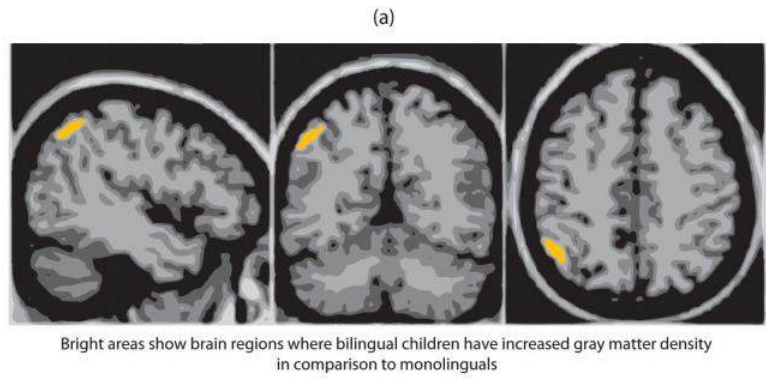 (a)
Bright areas show brain regions where bilingual children have increased gray matter density
in comparison to monolinguals